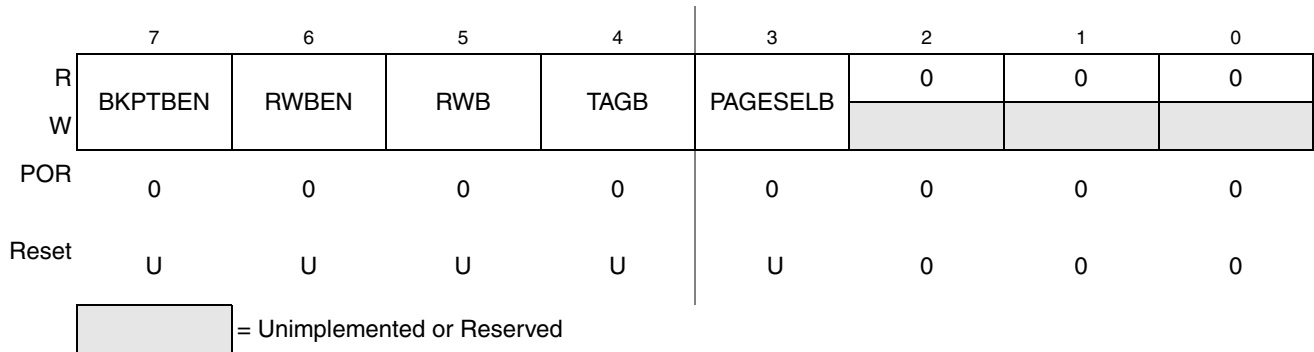 7 6 5 4 3 2 1 0
R BKPTBEN RWBEN RWB TAGB PAGESELB 0 0 0
W
POR 0 0 0 0 0 0 0 0
Reset U U U U U 0 0 0
= Unimplemented or Reserved